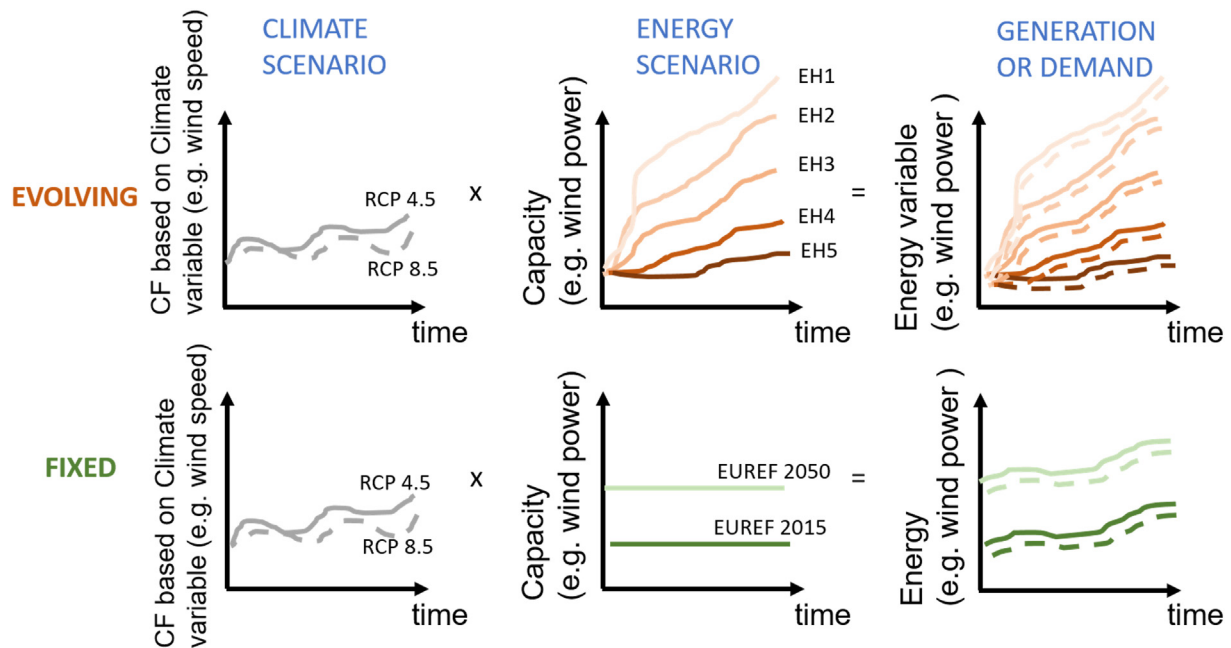 CLIMATE
SCENARIO
ENERGY
SCENARIO
GENERATION
OR DEMAND
EVOLVING
CF based on Climate
variable (e.g. wind speed)
RCP 4.5
RCP 8.5
time
x
Capacity
(e.g. wind power)
EH1
EH2
EH3
EH4
EH5
time
=
Energy variable
(e.g. wind power )
time
FIXED
CF based on Climate
variable (e.g. wind speed)
RCP 4.5
RCP 8.5
time
x
Capacity
(e.g. wind power)
EUREF 2050
EUREF 2015
time
=
Energy
(e.g. wind power)
time